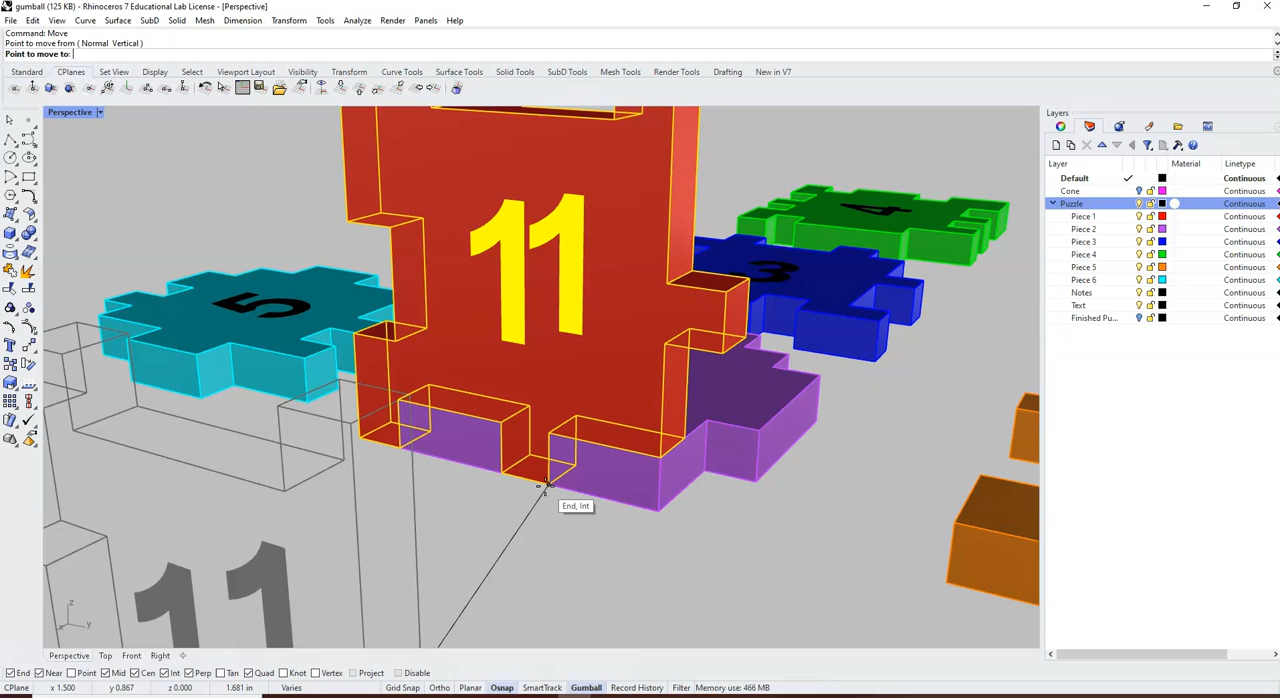 gumball (125 KB) - Rhinoceros 7 Educational Lab License - [Perspective]
File Edit View Curve Surface SubD Solid Mesh Dimension Transform Tools Analyze Render Panels Help
Command: Move
Point to move from ( Normal Vertical )
Point to move to:
Standard CPlanes Set View Display Select Viewport Layout Visibility Transform Curve Tools Surface Tools Solid Tools SubD Tools Mesh Tools Render Tools Drafting New in V7
Perspective
Layers
Layer Material Linetype
Default Continuous
Cone Continuous
Puzzle Continuous
Piece 1 Continuous
Piece 2 Continuous
Piece 3 Continuous
Piece 4 Continuous
Piece 5 Continuous
Piece 6 Continuous
Notes Continuous
Text Continuous
Finished Pu... Continuous
4
11
3
5
End, Int
11
z
x y
Perspective Top Front Right
End Near Point Mid Cen Int Perp Tan Quad Knot Vertex Project Disable
CPlane x 1.500 y 0.867 z 0.000 1.681 in Varies Grid Snap Ortho Planar Osnap SmartTrack Gumball Record History Filter Memory use: 466 MB